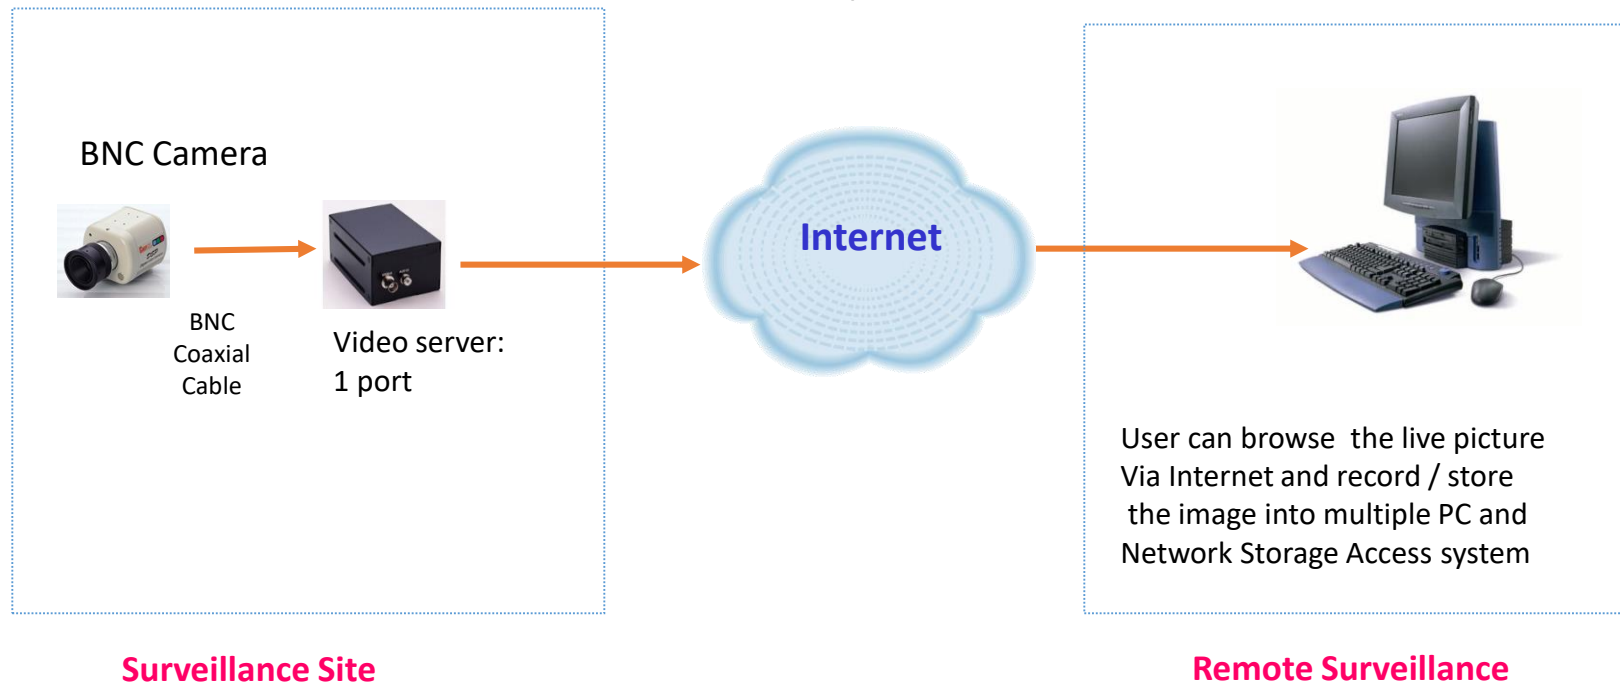 BNC Camera
BNC
Coaxial
Cable
Video server:
1 port
Internet
User can browse the live picture
Via Internet and record / store
the image into multiple PC and
Network Storage Access system
Surveillance Site
Remote Surveillance